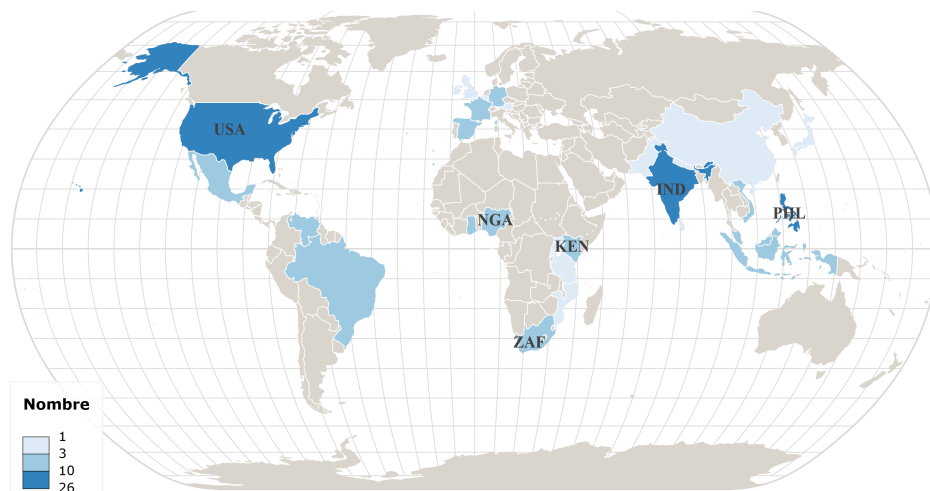 USA
IND
PHL
NGA
KEN
ZAF
Nombre
1
3
10
26